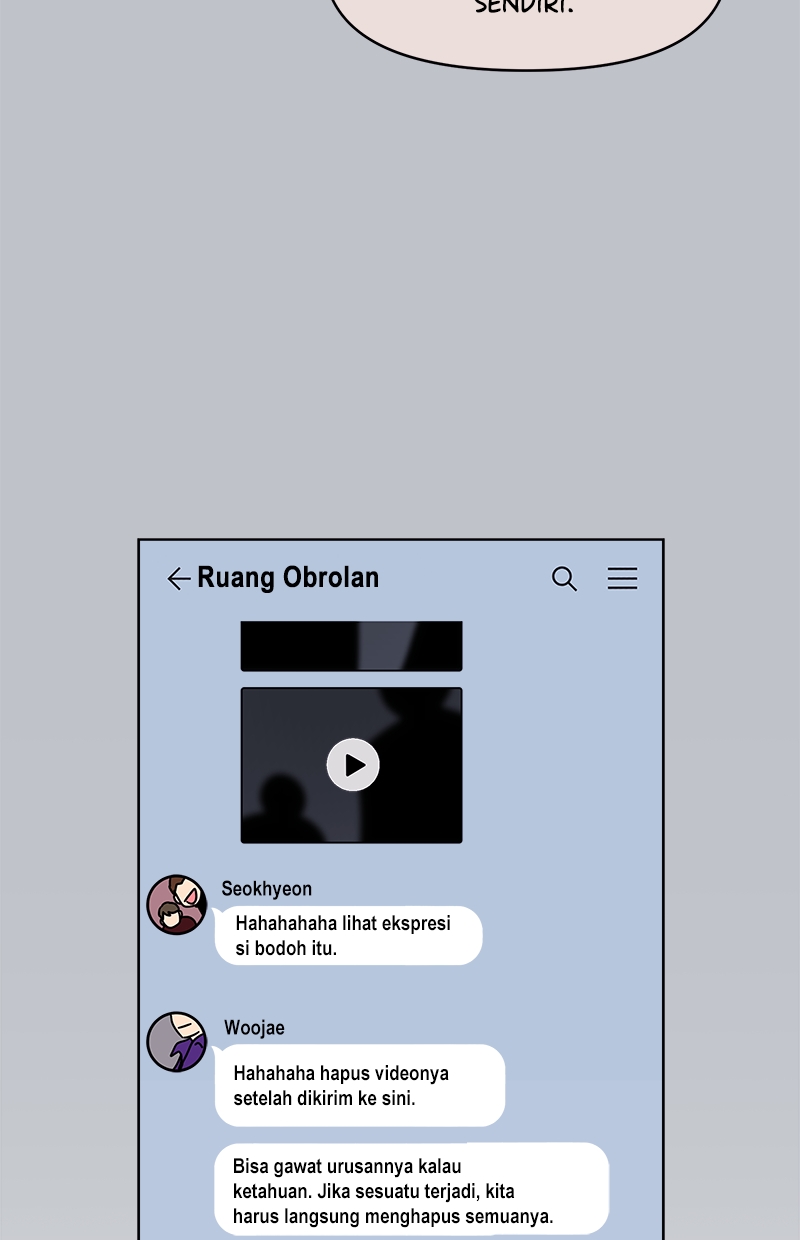 SENDIRI.
Ruang Obrolan
Seokhyeon
Hahahahaha lihat ekspresi
si bodoh itu.
Woojae
Hahahaha hapus videonya
setelah dikirim ke sini.
Bisa gawat urusannya kalau
ketahuan. Jika sesuatu terjadi, kita
harus langsung menghapus semuanya.